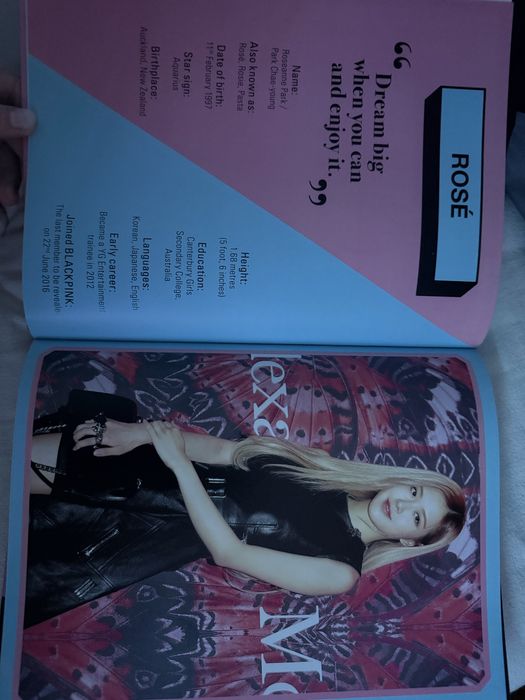 ROSÉ
“
Dream big
when you can
and enjoy it.
”
Name:
Roseanne Park /
Park Chae-young
Also known as:
Rosé, Rosie, Pasta
Date of birth:
11th February 1997
Star sign:
Aquarius
Birthplace:
Auckland, New Zealand
Height:
1.68 metres
(5 foot, 6 inches)
Education:
Canterbury Girls
Secondary College,
Australia
Languages:
Korean, Japanese, English
Early career:
Became a YG Entertainment
trainee in 2012
Joined BLACKPINK:
The last member to be reveale
on 22nd June 2016
lexa
M